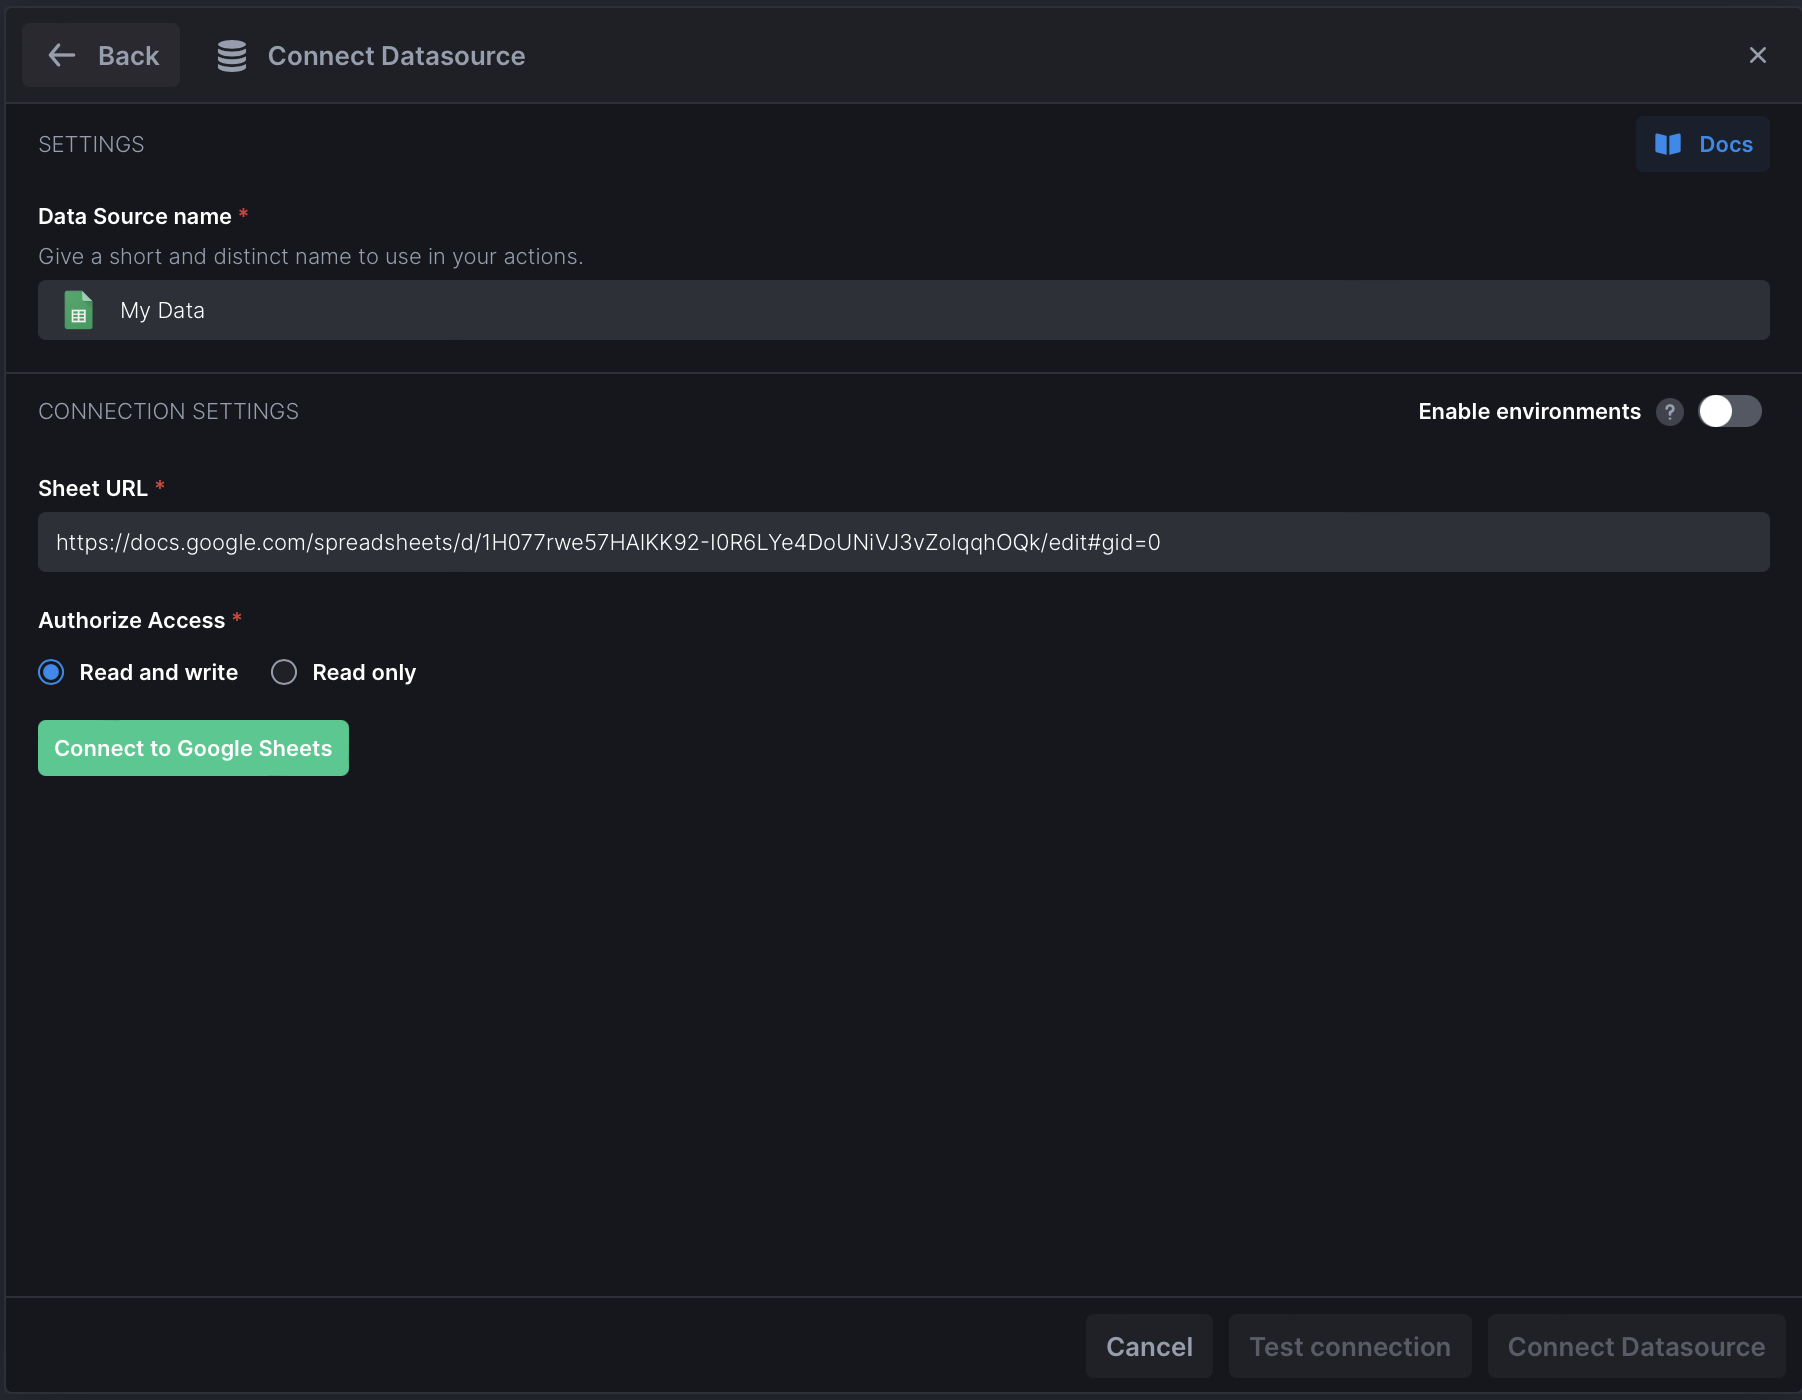 Back
Connect Datasource
SETTINGS
Docs
Data Source name *
Give a short and distinct name to use in your actions.
My Data
CONNECTION SETTINGS
Enable environments ?
Sheet URL *
https://docs.google.com/spreadsheets/d/1H077rwe57HAIKK92-I0R6LYe4DoUNiVJ3vZolqqhOQk/edit#gid=0
Authorize Access *
Read and write
Read only
Connect to Google Sheets
Cancel
Test connection
Connect Datasource